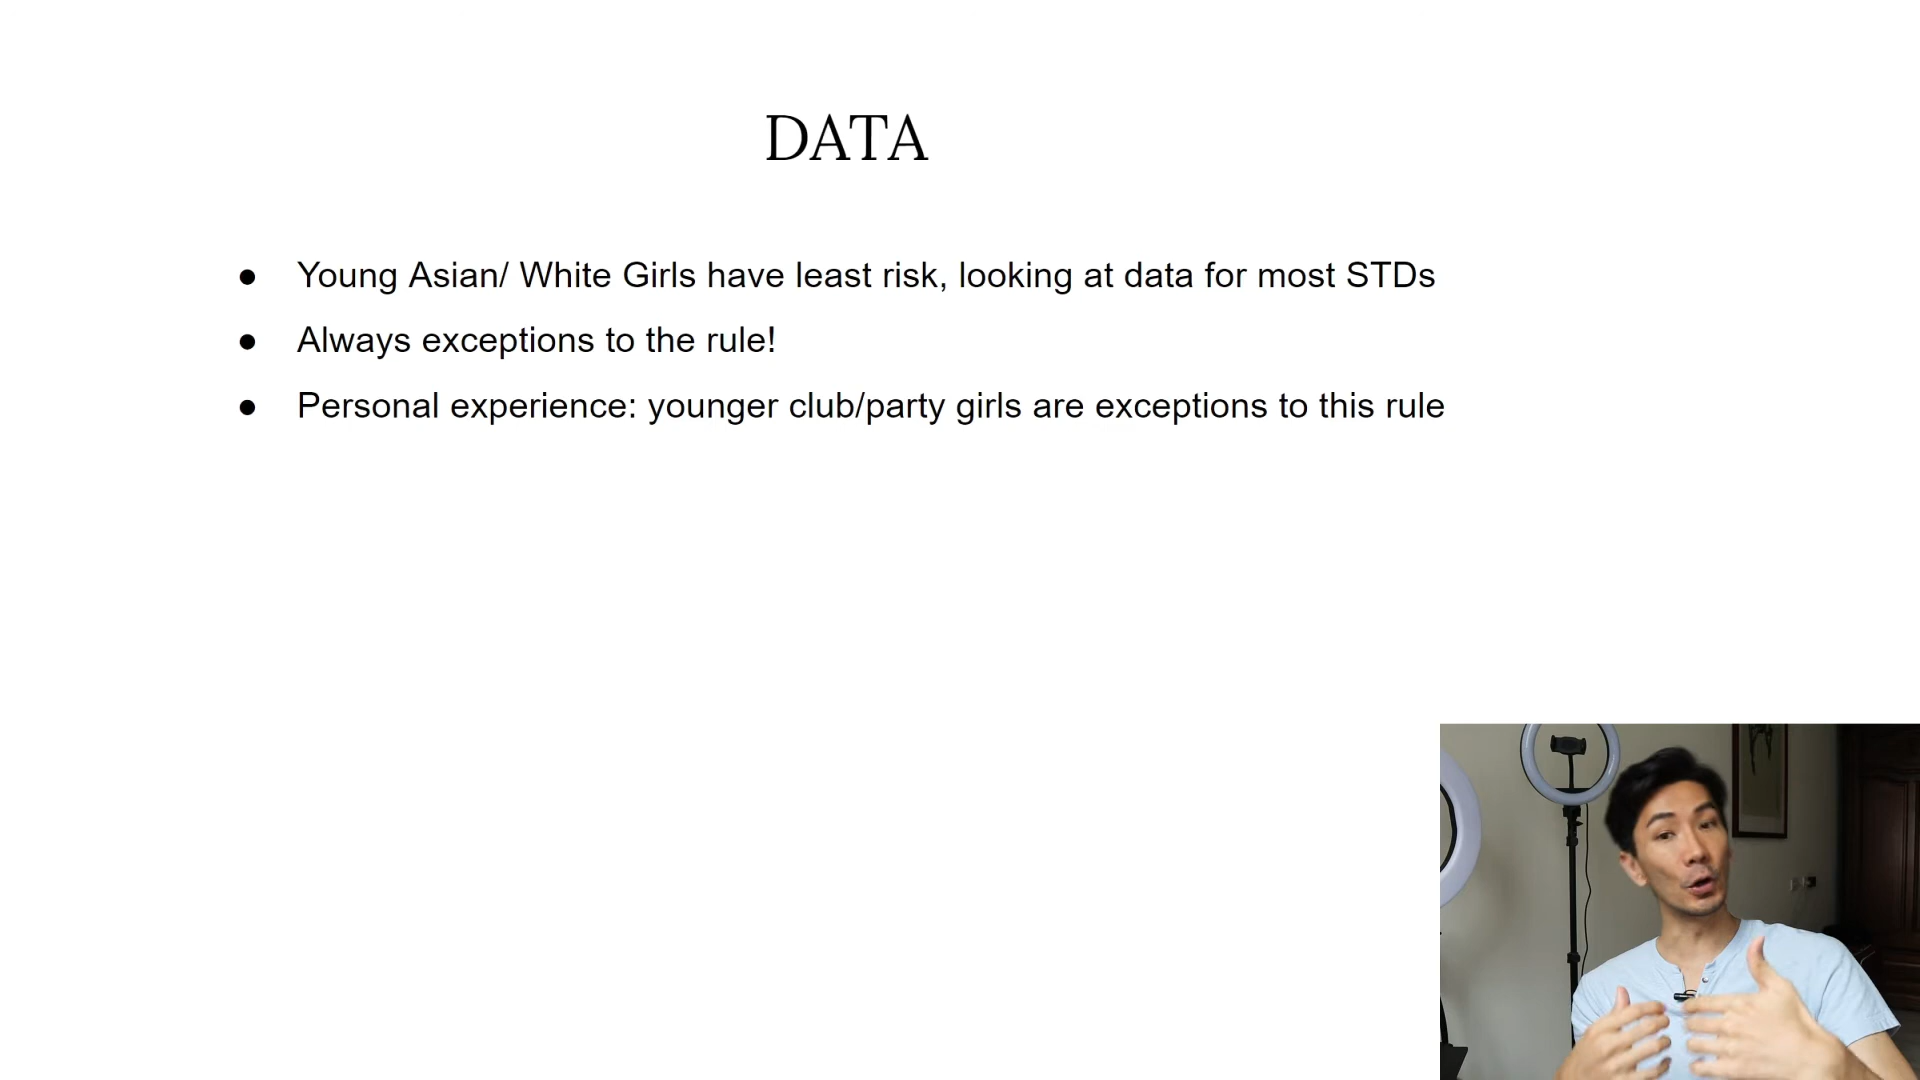 DATA
● Young Asian/ White Girls have least risk, looking at data for most STDs
● Always exceptions to the rule!
● Personal experience: younger club/party girls are exceptions to this rule